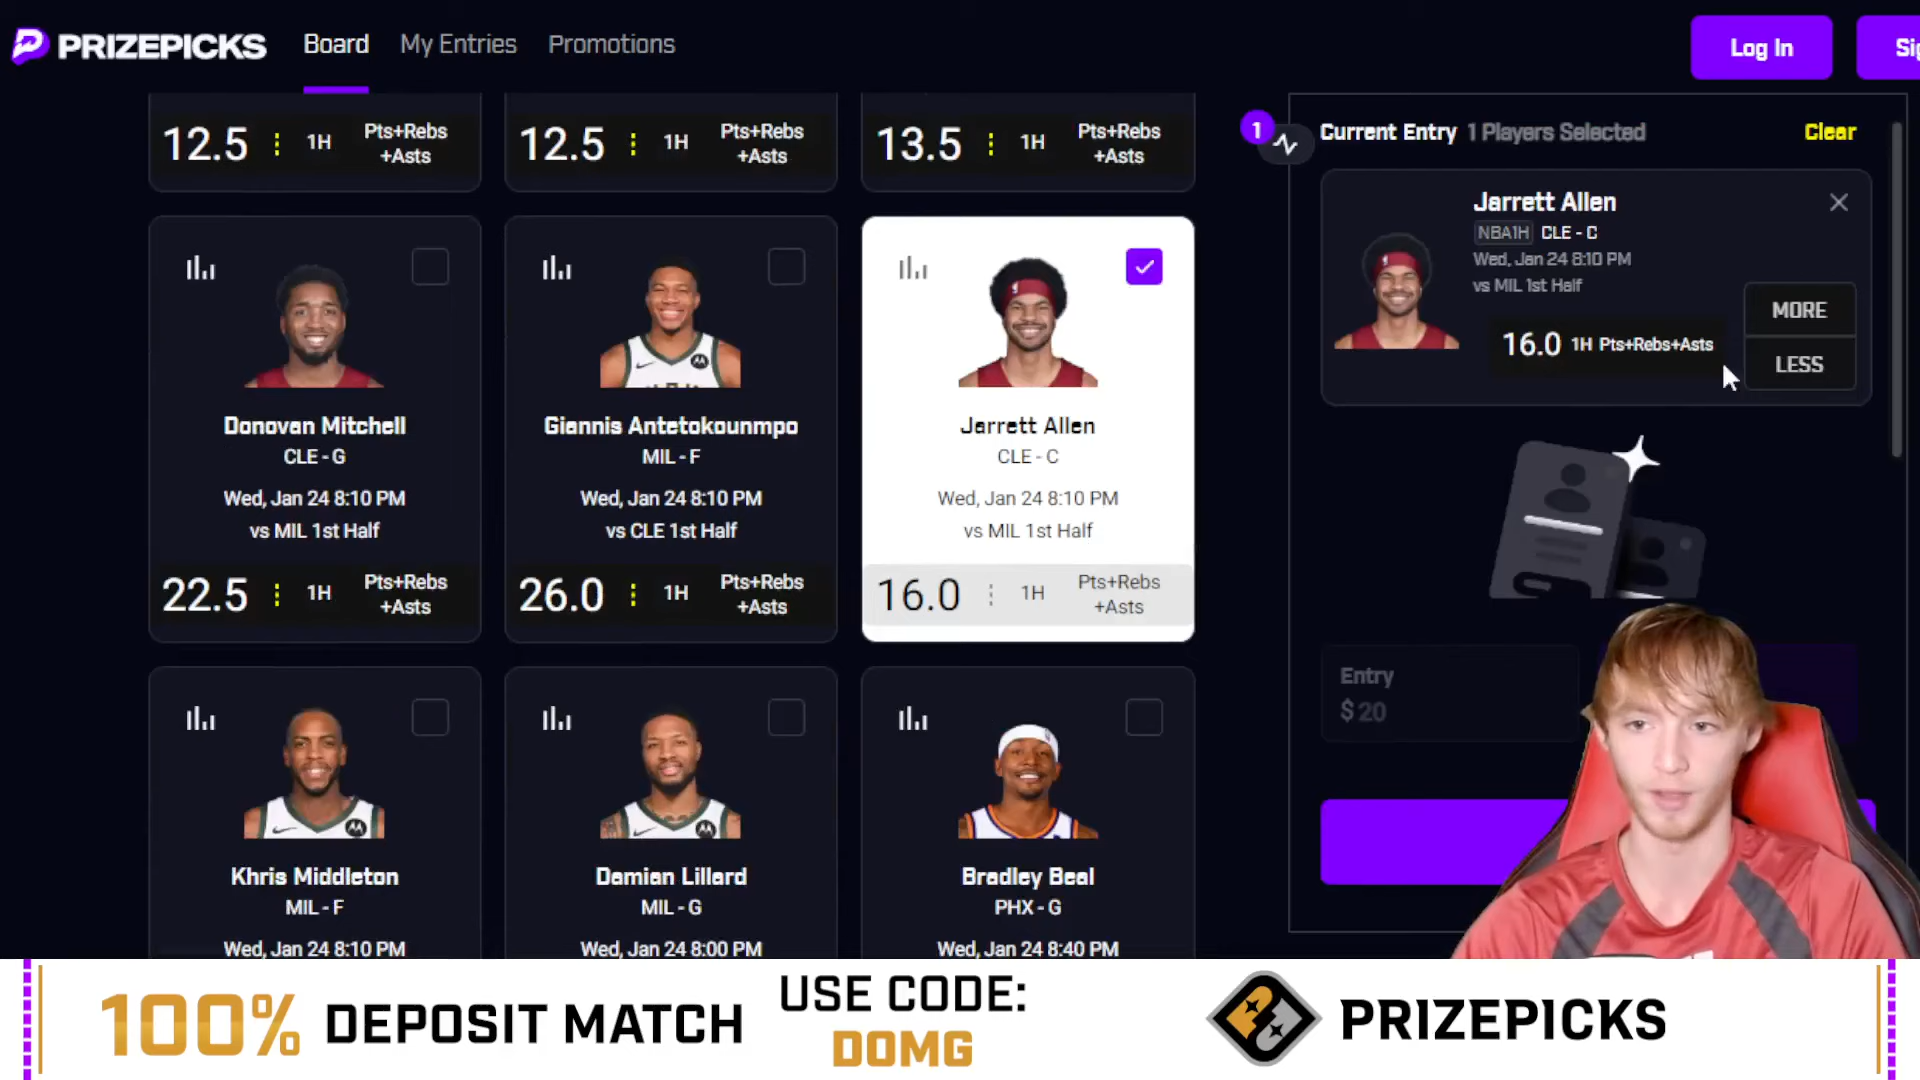 PRIZEPICKS
Board
My Entries
Promotions
Log In
12.5
1H
Pts+Rebs
+Asts
12.5
1H
Pts+Rebs
+Asts
13.5
1H
Pts+Rebs
+Asts
Donovan Mitchell
CLE - G
Wed, Jan 24 8:10 PM
vs MIL 1st Half
22.5
1H
Pts+Rebs
+Asts
Giannis Antetokounmpo
MIL - F
Wed, Jan 24 8:10 PM
vs CLE 1st Half
26.0
1H
Pts+Rebs
+Asts
Jarrett Allen
CLE - C
Wed, Jan 24 8:10 PM
vs MIL 1st Half
16.0
1H
Pts+Rebs
+Asts
Khris Middleton
MIL - F
Wed, Jan 24 8:10 PM
Damian Lillard
MIL - G
Wed, Jan 24 8:00 PM
Bradley Beal
PHX - G
Wed, Jan 24 8:40 PM
1
Current Entry 1 Players Selected
Clear
Jarrett Allen
NBA1H CLE - C
Wed, Jan 24 8:10 PM
vs MIL 1st Half
16.0 1H Pts+Rebs+Asts
MORE
LESS
Entry
$ 20
100% DEPOSIT MATCH
USE CODE:
DOMG
PRIZEPICKS